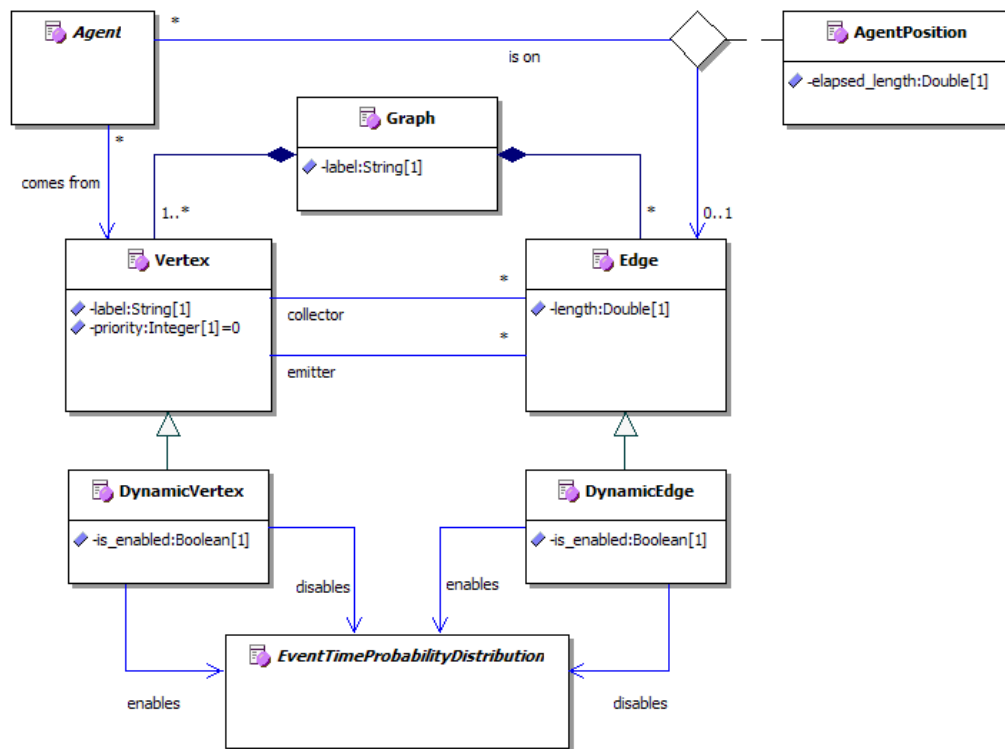 Agent
*
is on
AgentPosition
-elapsed_length:Double[1]
*
comes from
Graph
-label:String[1]
1..*
*
0..1
Vertex
-label:String[1]
-priority:Integer[1]=0
*
collector
*
emitter
Edge
-length:Double[1]
DynamicVertex
-is_enabled:Boolean[1]
DynamicEdge
-is_enabled:Boolean[1]
disables
enables
EventTimeProbabilityDistribution
enables
disables